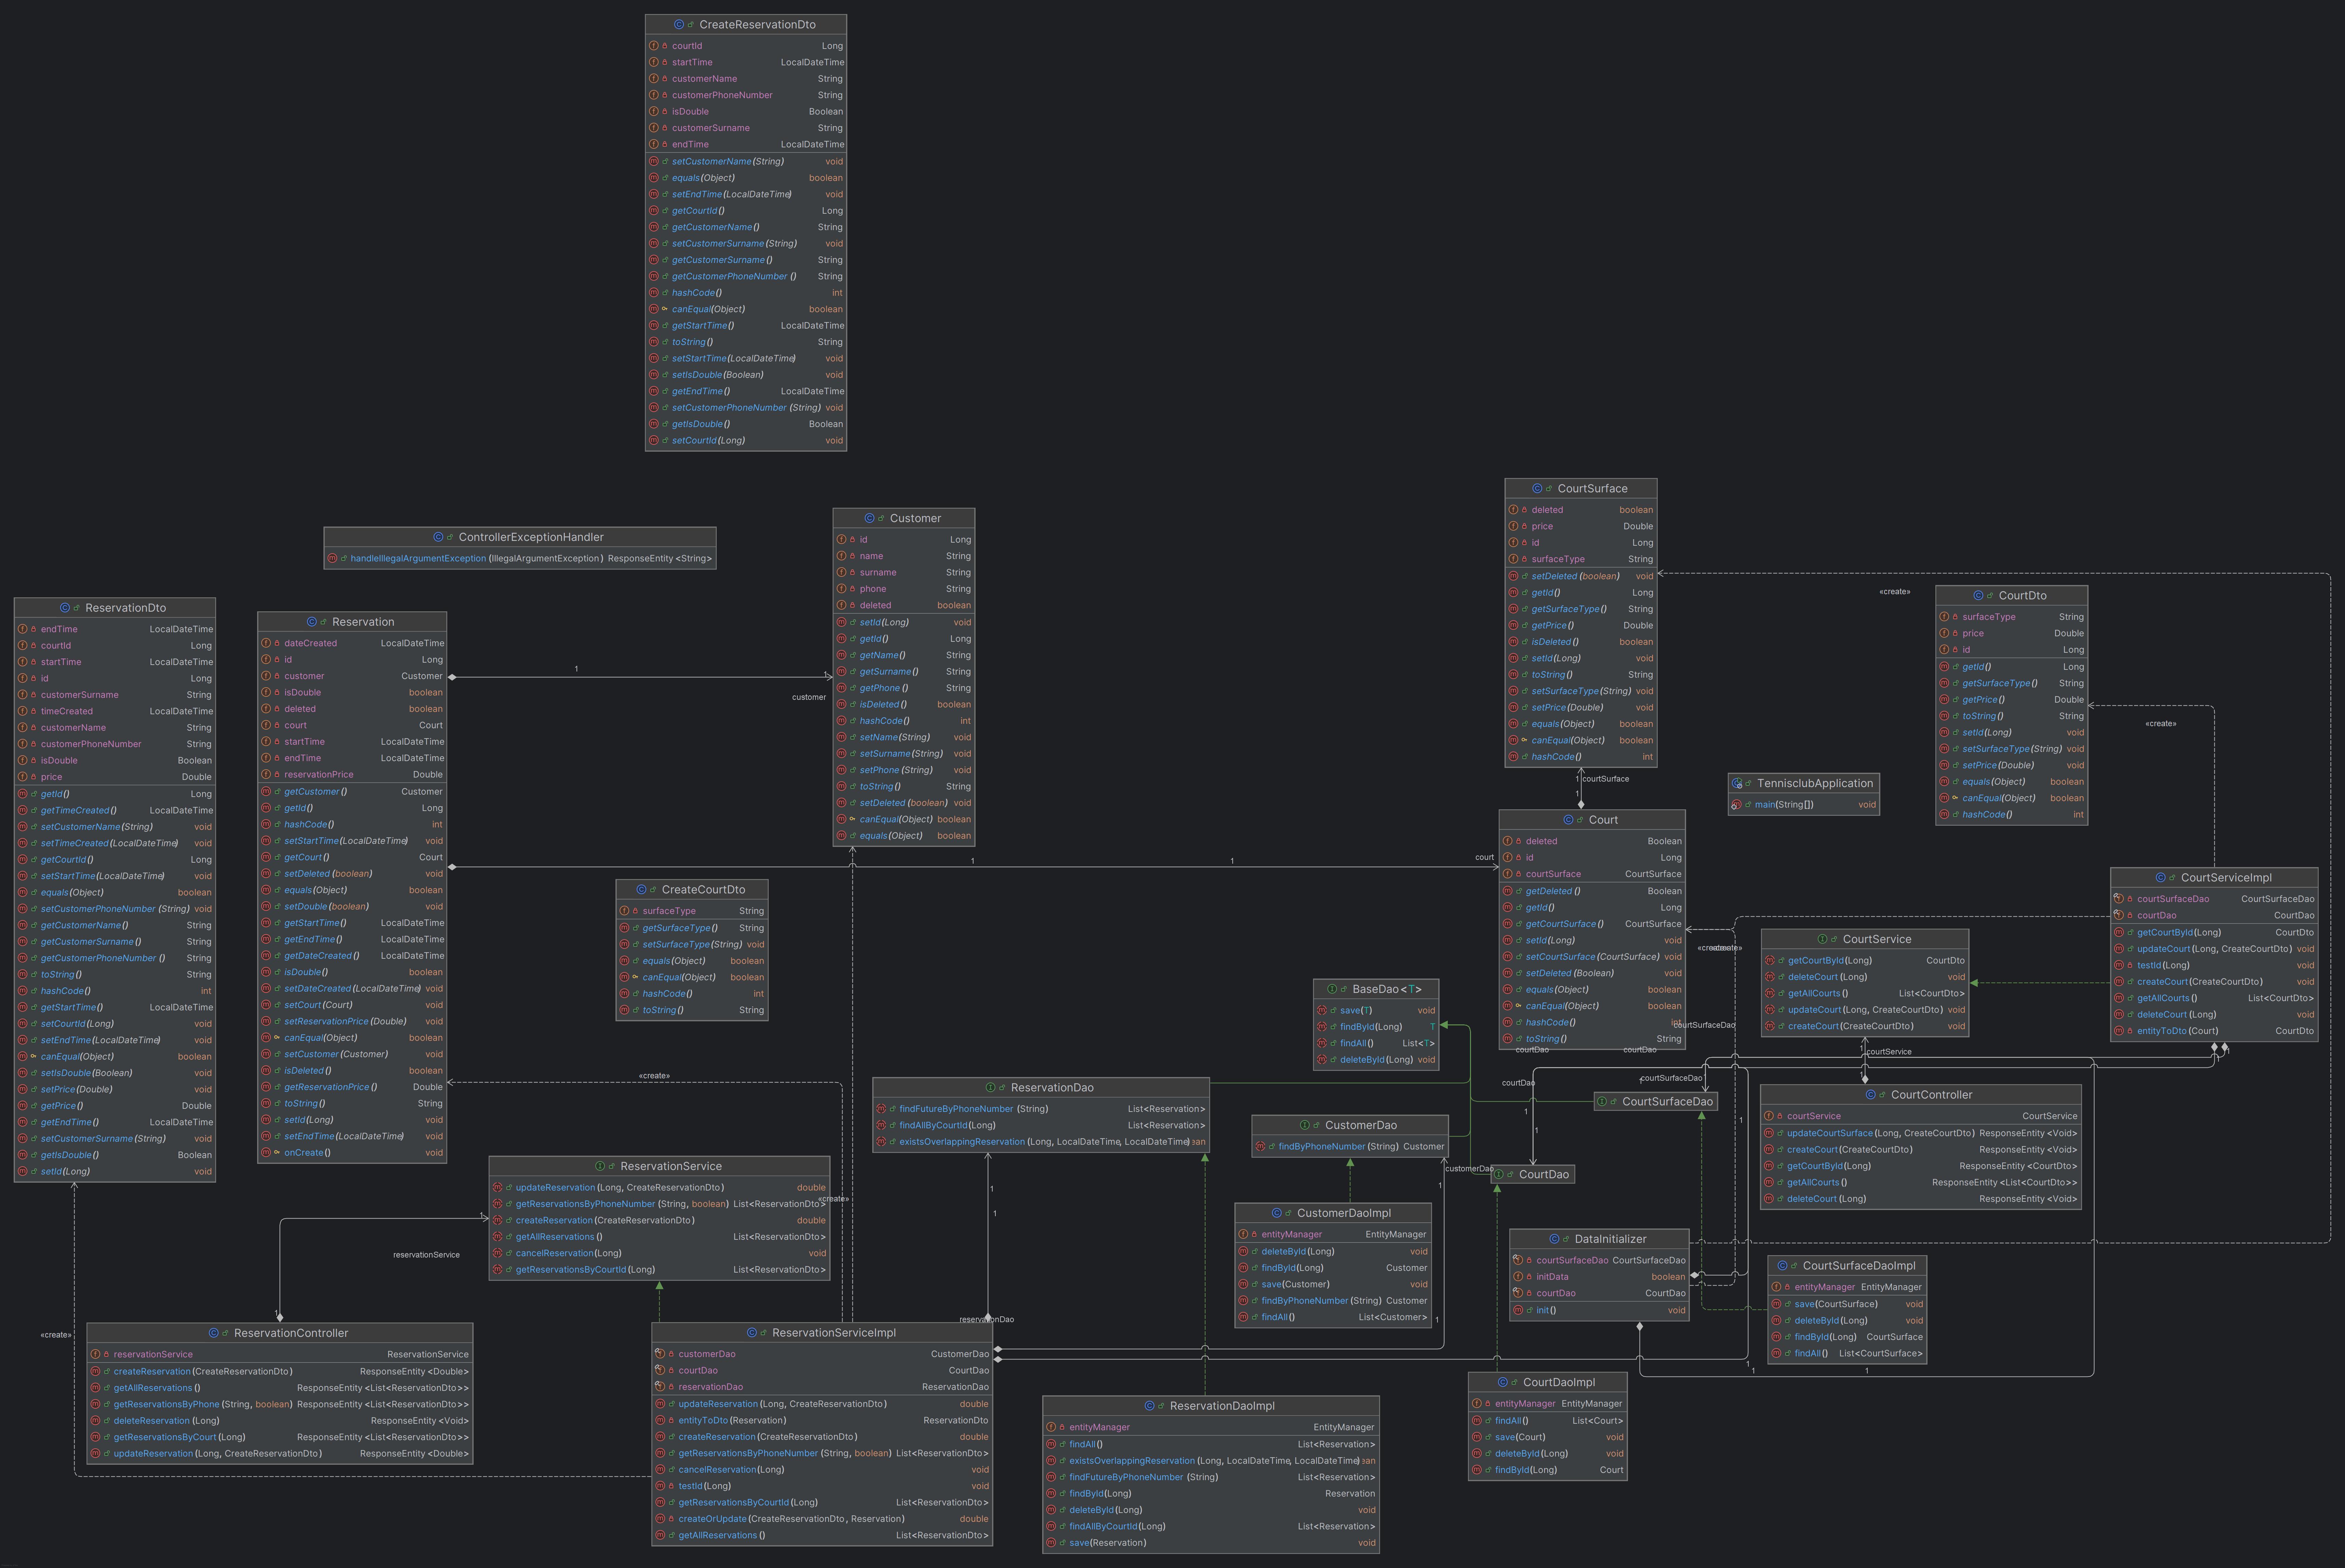 CreateReservationDto
courtId Long
startTime LocalDateTime
customerName String
customerPhoneNumber String
isDouble Boolean
customerSurname String
endTime LocalDateTime
setCustomerName(String) void
equals(Object) boolean
setEndTime(LocalDateTime) void
getCourtId() Long
getCustomerName() String
setCustomerSurname(String) void
getCustomerSurname() String
getCustomerPhoneNumber () String
hashCode() int
canEqual(Object) boolean
getStartTime() LocalDateTime
toString() String
setStartTime(LocalDateTime) void
setIsDouble(Boolean) void
getEndTime() LocalDateTime
setCustomerPhoneNumber (String) void
getIsDouble() Boolean
setCourtId(Long) void
ControllerExceptionHandler
handleIllegalArgumentException (IllegalArgumentException) ResponseEntity <String>
Customer
id Long
name String
surname String
phone String
deleted boolean
setId(Long) void
getId() Long
getName() String
getSurname() String
getPhone () String
isDeleted() boolean
hashCode() int
setName(String) void
setSurname(String) void
setPhone(String) void
toString() String
setDeleted (boolean) void
canEqual(Object) boolean
equals(Object) boolean
CourtSurface
deleted boolean
price Double
id Long
surfaceType String
setDeleted (boolean) void
getId() Long
getSurfaceType() String
getPrice() Double
isDeleted() boolean
setId(Long) void
toString() String
setSurfaceType(String) void
setPrice(Double) void
equals(Object) boolean
canEqual(Object) boolean
hashCode() int
«create»
CourtDto
surfaceType String
price Double
id Long
getId() Long
getSurfaceType() String
getPrice() Double
toString() String
setId(Long) void
setSurfaceType(String) void
setPrice(Double) void
equals(Object) boolean
canEqual(Object) boolean
hashCode() int
«create»
ReservationDto
endTime LocalDateTime
courtId Long
startTime LocalDateTime
id Long
customerSurname String
timeCreated LocalDateTime
customerName String
customerPhoneNumber String
isDouble Boolean
price Double
getId() Long
getTimeCreated() LocalDateTime
setCustomerName(String) void
setTimeCreated(LocalDateTime) void
getCourtId() Long
setStartTime(LocalDateTime) void
equals(Object) boolean
setCustomerPhoneNumber (String) void
getCustomerName() String
getCustomerSurname() String
getCustomerPhoneNumber () String
toString() String
hashCode() int
getStartTime() LocalDateTime
setCourtId(Long) void
setEndTime(LocalDateTime) void
canEqual(Object) boolean
setIsDouble(Boolean) void
setPrice(Double) void
getPrice() Double
getEndTime() LocalDateTime
setCustomerSurname(String) void
getIsDouble() Boolean
setId(Long) void
Reservation
dateCreated LocalDateTime
id Long
customer Customer
isDouble boolean
deleted boolean
court Court
startTime LocalDateTime
endTime LocalDateTime
reservationPrice Double
getCustomer() Customer
getId() Long
hashCode() int
setStartTime(LocalDateTime) void
getCourt() Court
setDeleted (boolean) void
equals(Object) boolean
setDouble(boolean) void
getStartTime() LocalDateTime
getEndTime() LocalDateTime
getDateCreated() LocalDateTime
isDouble() boolean
setDateCreated(LocalDateTime) void
setCourt(Court) void
setReservationPrice(Double) void
canEqual(Object) boolean
setCustomer(Customer) void
isDeleted() boolean
getReservationPrice() Double
toString() String
setId(Long) void
setEndTime(LocalDateTime) void
onCreate() void
1
1
customer
1
1
court
1 courtSurface
1
TennisclubApplication
main(String[]) void
Court
deleted Boolean
id Long
courtSurface CourtSurface
getDeleted () Boolean
getId() Long
getCourtSurface() CourtSurface
setId(Long) void
setCourtSurface(CourtSurface) void
setDeleted (Boolean) void
equals(Object) boolean
canEqual(Object) boolean
hashCode() int
toString() String
CreateCourtDto
surfaceType String
getSurfaceType() String
setSurfaceType(String) void
equals(Object) boolean
canEqual(Object) boolean
hashCode() int
toString() String
CourtServiceImpl
courtSurfaceDao CourtSurfaceDao
courtDao CourtDao
getCourtById(Long) CourtDto
updateCourt (Long, CreateCourtDto) void
testId(Long) void
createCourt(CreateCourtDto) void
getAllCourts() List<CourtDto>
deleteCourt (Long) void
entityToDto(Court) CourtDto
CourtService
getCourtById(Long) CourtDto
deleteCourt (Long) void
getAllCourts() List<CourtDto>
updateCourt (Long, CreateCourtDto) void
createCourt(CreateCourtDto) void
1
courtService
1
CourtController
courtService CourtService
updateCourtSurface (Long, CreateCourtDto) ResponseEntity <Void>
createCourt(CreateCourtDto) ResponseEntity <Void>
getCourtById(Long) ResponseEntity <CourtDto>
getAllCourts() ResponseEntity <List<CourtDto>>
deleteCourt (Long) ResponseEntity <Void>
BaseDao<T>
save(T) void
findById(Long) T
findAll() List<T>
deleteById(Long) void
courtSurfaceDao
courtDao
courtDao
courtDao
courtSurfaceDao
«create»
ReservationDao
findFutureByPhoneNumber (String) List<Reservation>
findAllByCourtId(Long) List<Reservation>
existsOverlappingReservation (Long, LocalDateTime, LocalDateTime)
CourtSurfaceDao
CustomerDao
findByPhoneNumber(String) Customer
customerDao
CourtDao
ReservationService
updateReservation (Long, CreateReservationDto) double
getReservationsByPhoneNumber (String, boolean) List<ReservationDto>
createReservation (CreateReservationDto) double
getAllReservations () List<ReservationDto>
cancelReservation(Long) void
getReservationsByCourtId (Long) List<ReservationDto>
«create»
reservationService
1
1
CustomerDaoImpl
entityManager EntityManager
deleteById(Long) void
findById(Long) Customer
save(Customer) void
findByPhoneNumber(String) Customer
findAll() List<Customer>
DataInitializer
courtSurfaceDao CourtSurfaceDao
initData boolean
courtDao CourtDao
init() void
CourtSurfaceDaoImpl
entityManager EntityManager
save(CourtSurface) void
deleteById(Long) void
findById(Long) CourtSurface
findAll() List<CourtSurface>
«create»
ReservationController
reservationService ReservationService
createReservation (CreateReservationDto) ResponseEntity <Double>
getAllReservations () ResponseEntity <List<ReservationDto>>
getReservationsByPhone (String, boolean) ResponseEntity <List<ReservationDto>>
deleteReservation (Long) ResponseEntity <Void>
getReservationsByCourt (Long) ResponseEntity <List<ReservationDto>>
updateReservation (Long, CreateReservationDto) ResponseEntity <Double>
reservationDao
1
1
ReservationServiceImpl
customerDao CustomerDao
courtDao CourtDao
reservationDao ReservationDao
updateReservation (Long, CreateReservationDto) double
entityToDto (Reservation) ReservationDto
createReservation (CreateReservationDto) double
getReservationsByPhoneNumber (String, boolean) List<ReservationDto>
cancelReservation(Long) void
testId(Long) void
getReservationsByCourtId (Long) List<ReservationDto>
createOrUpdate (CreateReservationDto, Reservation) double
getAllReservations () List<ReservationDto>
ReservationDaoImpl
entityManager EntityManager
findAll() List<Reservation>
existsOverlappingReservation (Long, LocalDateTime, LocalDateTime)
findFutureByPhoneNumber (String) List<Reservation>
findById(Long) Reservation
deleteById(Long) void
findAllByCourtId(Long) List<Reservation>
save(Reservation) void
CourtDaoImpl
entityManager EntityManager
findAll() List<Court>
save(Court) void
deleteById(Long) void
findById(Long) Court
1
1
1
1
1
1